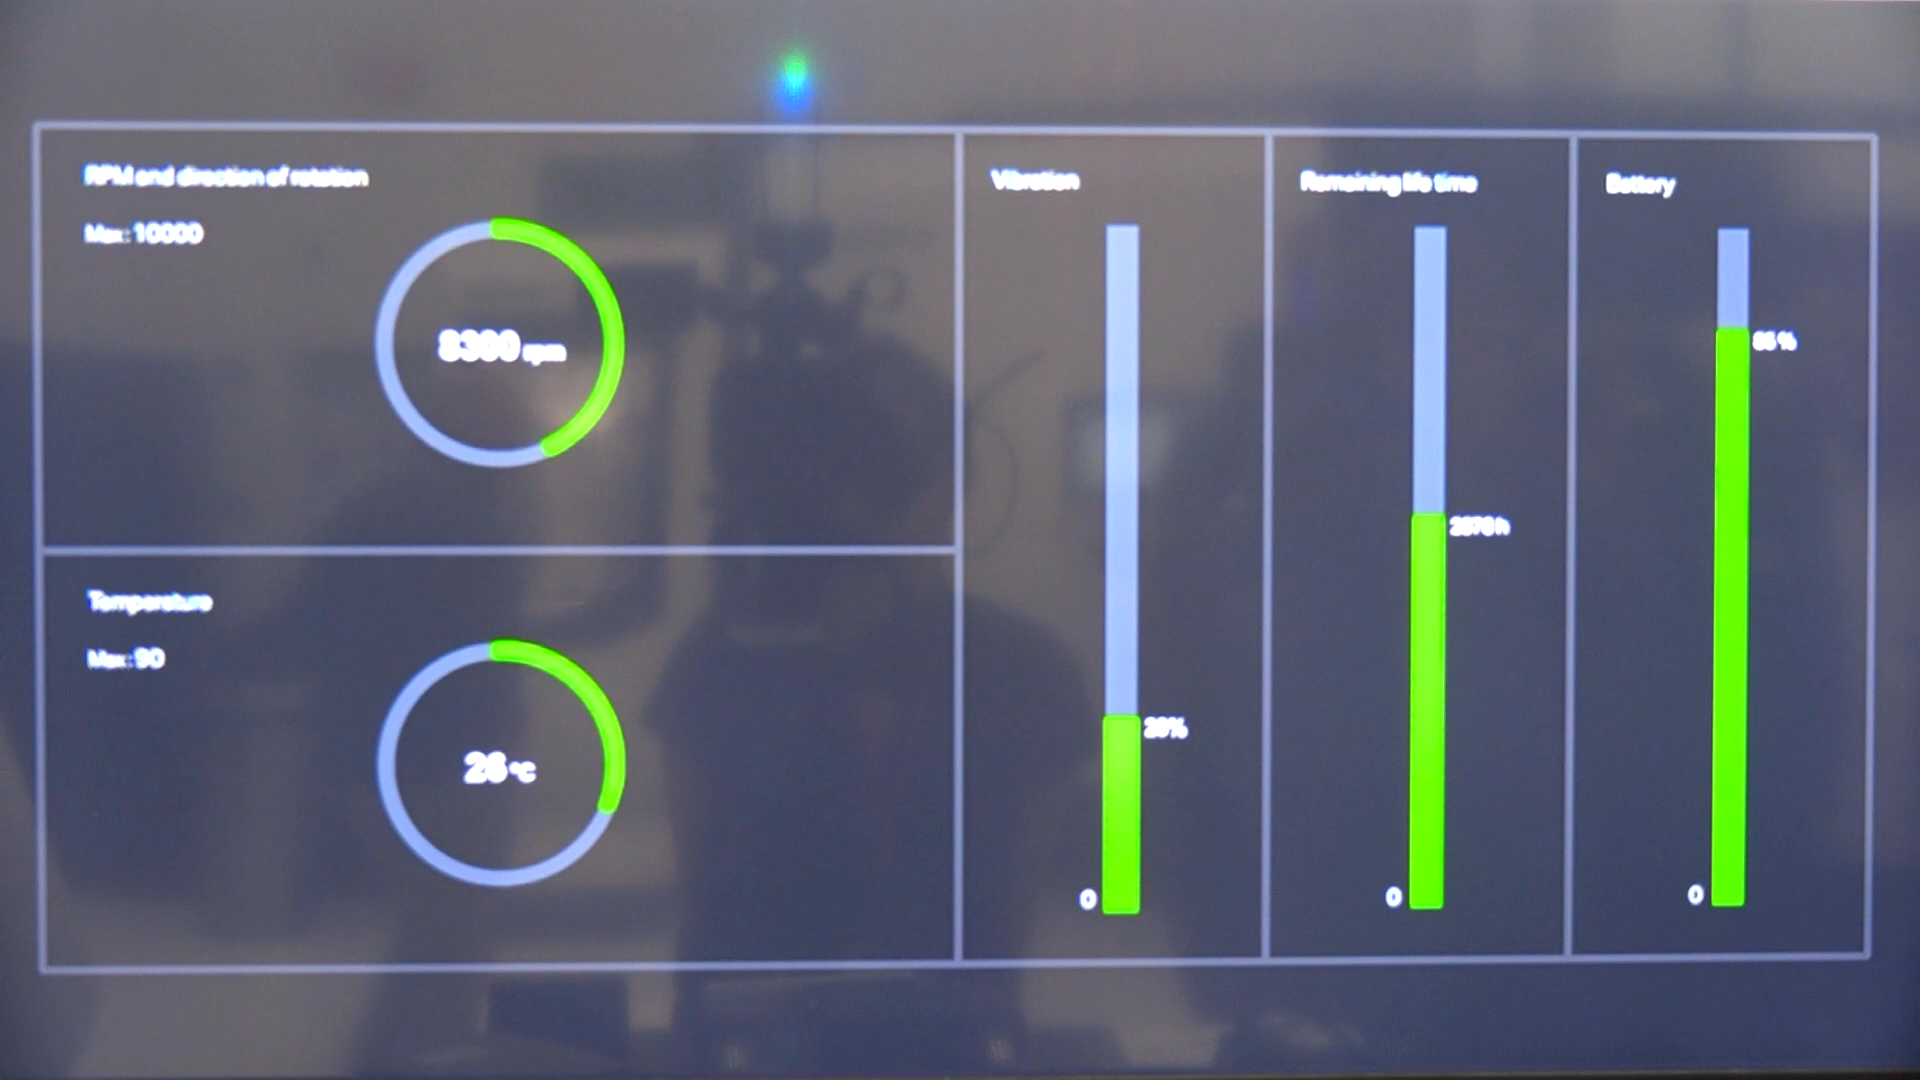 RPM and direction of rotation
Max: 10000
8300 rpm
Temperature
Max: 90
26 °C
Vibration
0
Remaining life time
0
Battery
0